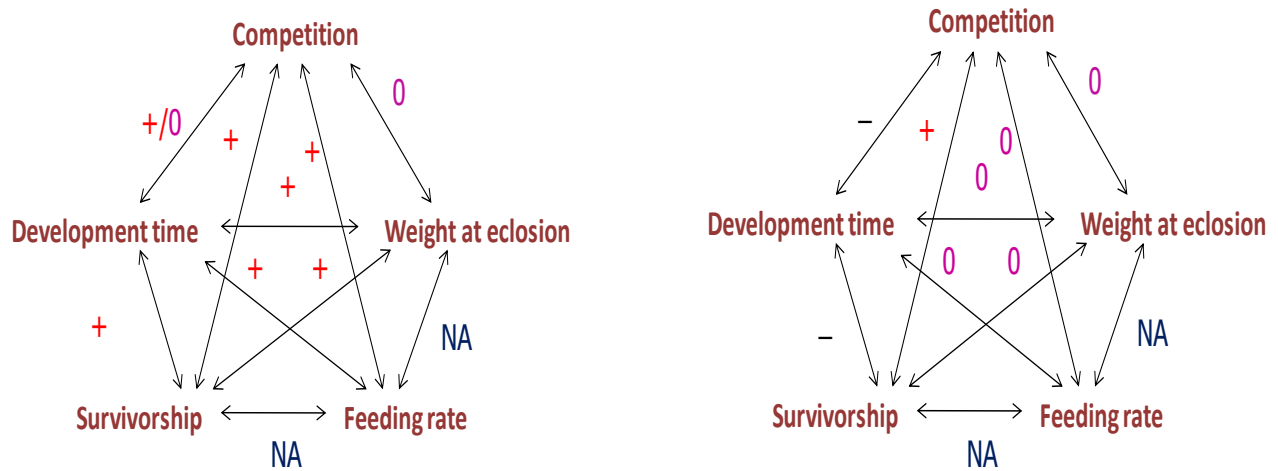 Competition
0
+/0
+
+
+
Development time
Weight at eclosion
+
+
+
NA
Survivorship
Feeding rate
NA
Competition
0
–
+
0
0
Development time
Weight at eclosion
0
0
–
NA
Survivorship
Feeding rate
NA